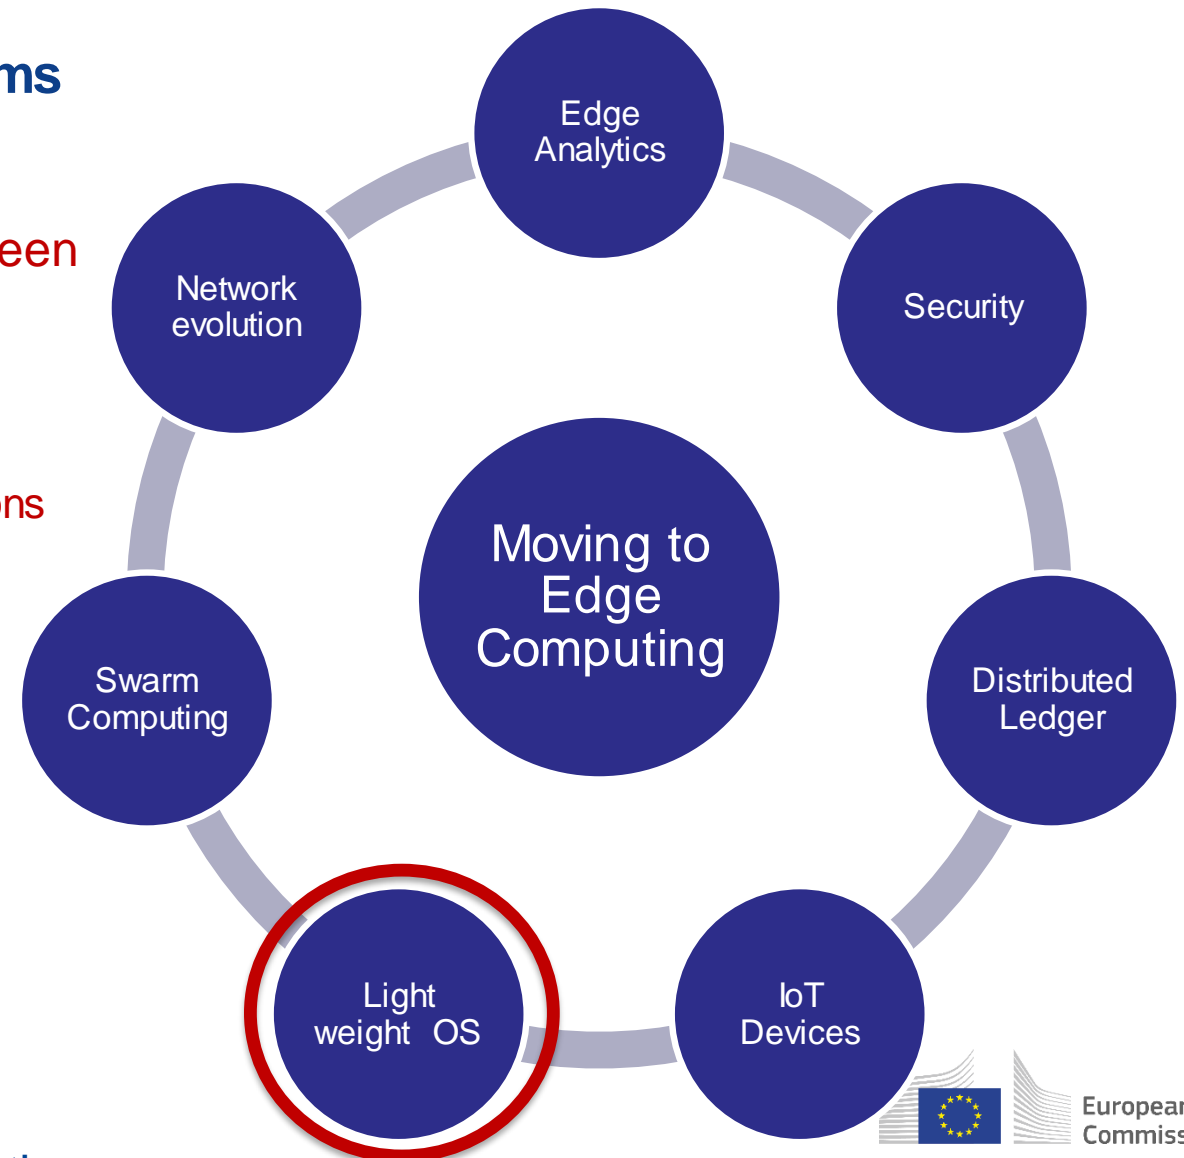 ms
een
ons
Edge
Analytics
Network
evolution
Security
Moving to
Edge
Computing
Swarm
Computing
Distributed
Ledger
Light
weight OS
IoT
Devices
European
Commiss